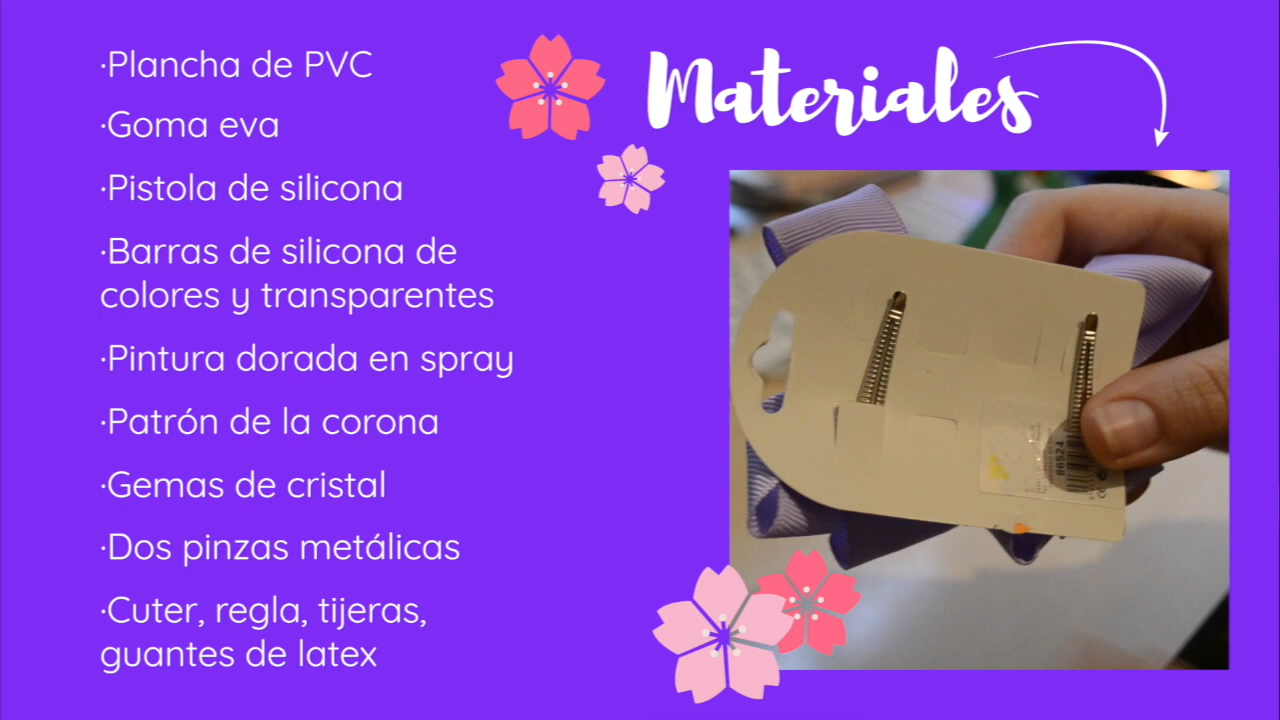 Materiales
·Plancha de PVC
·Goma eva
·Pistola de silicona
·Barras de silicona de
colores y transparentes
·Pintura dorada en spray
·Patrón de la corona
·Gemas de cristal
·Dos pinzas metálicas
·Cuter, regla, tijeras,
guantes de latex
86524